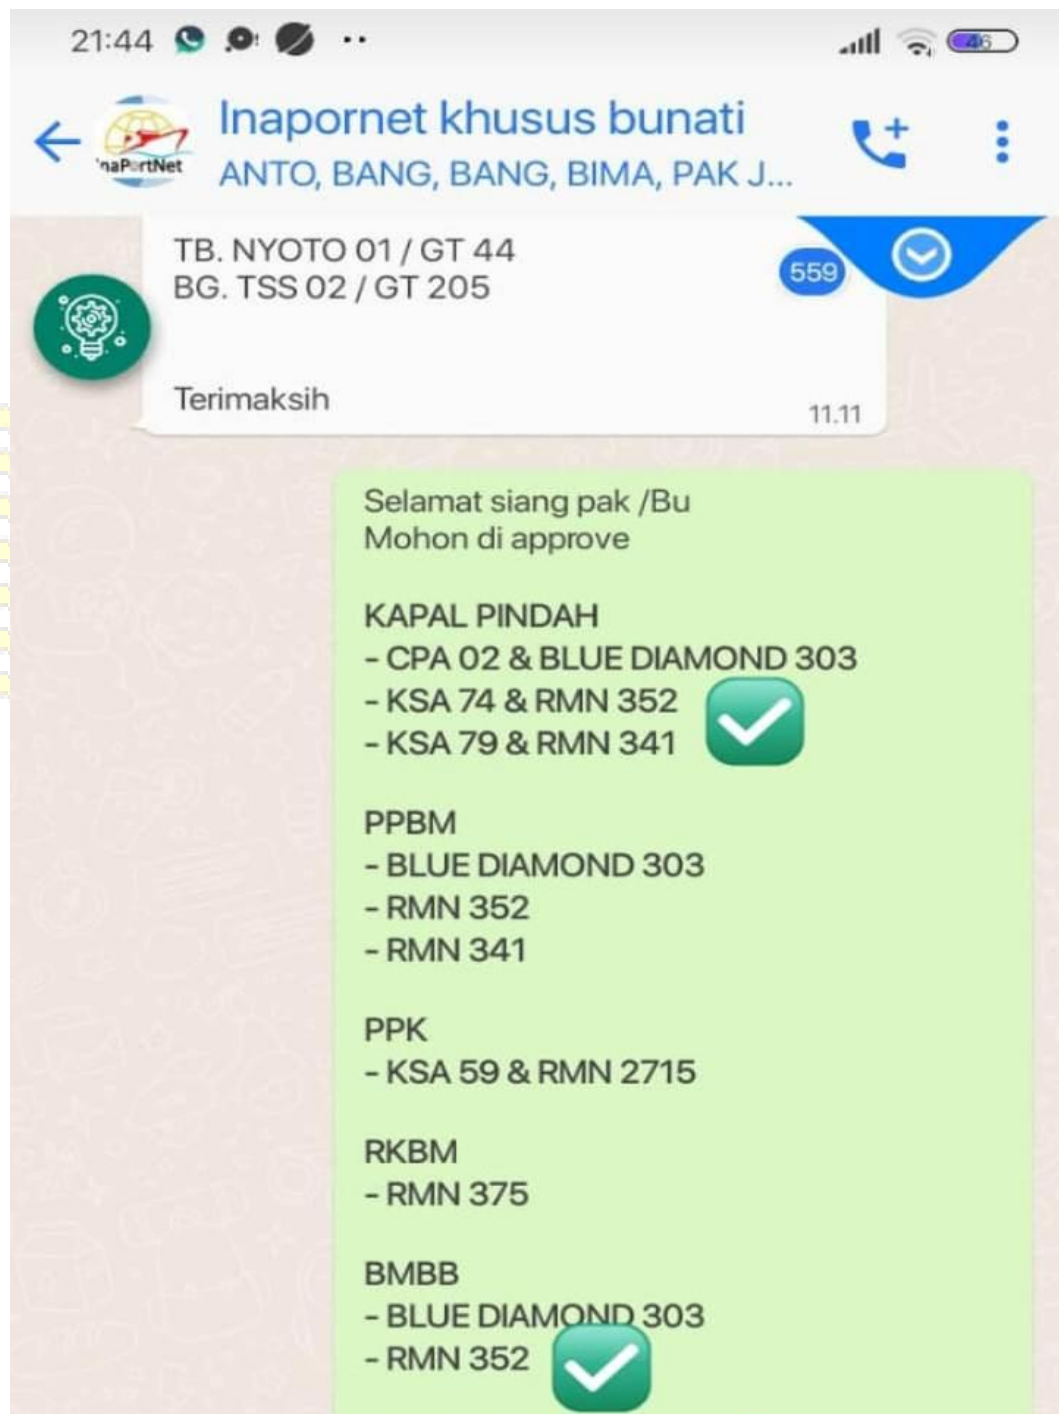 21:44
46
Inapornet khusus bunati
ANTO, BANG, BANG, BIMA, PAK J...
naPortNet
TB. NYOTO 01 / GT 44
BG. TSS 02 / GT 205
559
Terimaksih
11.11
Selamat siang pak /Bu
Mohon di approve
KAPAL PINDAH
- CPA 02 & BLUE DIAMOND 303
- KSA 74 & RMN 352
- KSA 79 & RMN 341
PPBM
- BLUE DIAMOND 303
- RMN 352
- RMN 341
PPK
- KSA 59 & RMN 2715
RKBM
- RMN 375
BMBB
- BLUE DIAMOND 303
- RMN 352